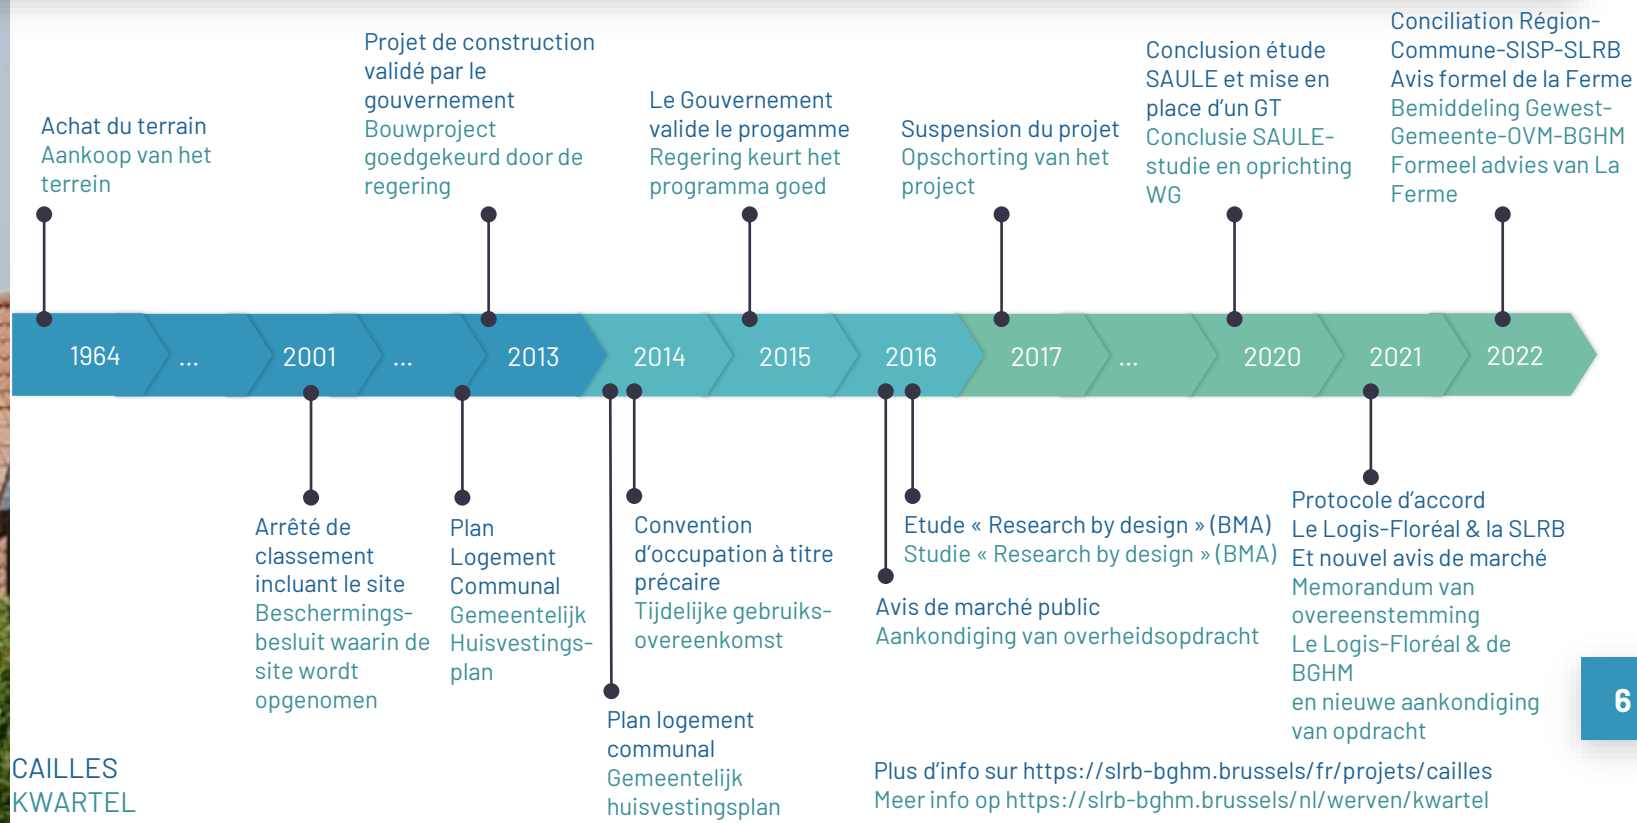 Achat du terrain
Aankoop van het
terrein
Projet de construction
validé par le
gouvernement
Bouwproject
goedgekeurd door de
regering
Le Gouvernement
valide le progamme
Regering keurt het
programma goed
Suspension du projet
Opschorting van het
project
Conclusion étude
SAULE et mise en
place d'un GT
Conclusie SAULE-
studie en oprichting
WG
Conciliation Région-
Commune-SISP-SLRB
Avis formel de la Ferme
Bemiddeling Gewest-
Gemeente-OVM-BGHM
Formeel advies van La
Ferme
1964 ... 2001 ... 2013 2014 2015 2016 2017 ... 2020 2021 2022
Arrêté de
classement
incluant le site
Beschermings-
besluit waarin de
site wordt
opgenomen
Plan
Logement
Communal
Gemeentelijk
Huisvestings-
plan
Plan logement
communal
Gemeentelijk
huisvestingsplan
Convention
d'occupation à titre
précaire
Tijdelijke gebruiks-
overeenkomst
Avis de marché public
Aankondiging van overheidsopdracht
Etude « Research by design » (BMA)
Studie « Research by design » (BMA)
Protocole d'accord
Le Logis-Floréal & la SLRB
Et nouvel avis de marché
Memorandum van
overeenstemming
Le Logis-Floréal & de
BGHM
en nieuwe aankondiging
van opdracht
6
CAILLES
KWARTEL
Plus d'info sur https://slrb-bghm.brussels/fr/projets/cailles
Meer info op https://slrb-bghm.brussels/nl/werven/kwartel